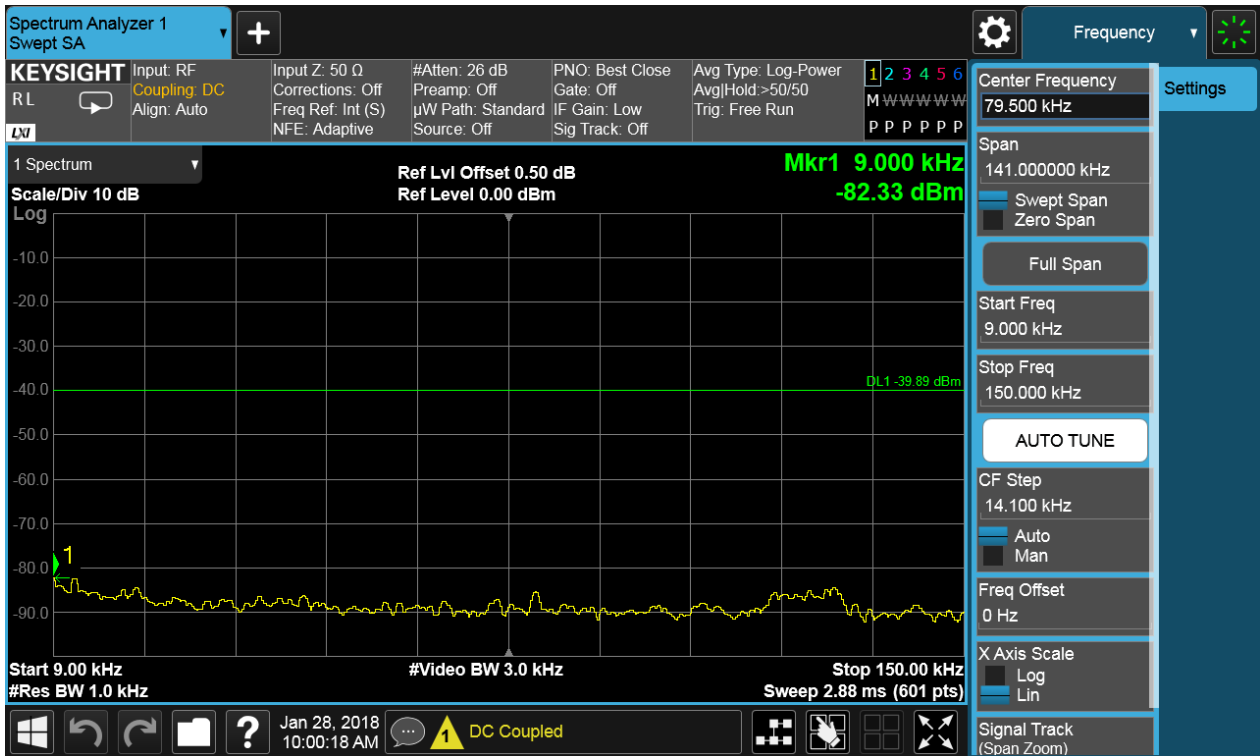 Spectrum Analyzer 1
Swept SA
Frequency
KEYSIGHT
R L
LXI
Input: RF
Coupling: DC
Align: Auto
Input Z: 50 Ω
Corrections: Off
Freq Ref: Int (S)
NFE: Adaptive
#Atten: 26 dB
Preamp: Off
µW Path: Standard
Source: Off
PNO: Best Close
Gate: Off
IF Gain: Low
Sig Track: Off
Avg Type: Log-Power
Avg|Hold:>50/50
Trig: Free Run
1 2 3 4 5 6
M W W W W W
P P P P P P
1 Spectrum
Scale/Div 10 dB
Log
Ref Lvl Offset 0.50 dB
Ref Level 0.00 dBm
Mkr1 9.000 kHz
-82.33 dBm
-10.0
-20.0
-30.0
-40.0
DL1 -39.89 dBm
-50.0
-60.0
-70.0
1
-80.0
-90.0
Start 9.00 kHz
#Res BW 1.0 kHz
#Video BW 3.0 kHz
Stop 150.00 kHz
Sweep 2.88 ms (601 pts)
Center Frequency
79.500 kHz
Span
141.000000 kHz
Swept Span
Zero Span
Full Span
Start Freq
9.000 kHz
Stop Freq
150.000 kHz
AUTO TUNE
CF Step
14.100 kHz
Auto
Man
Freq Offset
0 Hz
X Axis Scale
Log
Lin
Signal Track
(Span Zoom)
Settings
?
Jan 28, 2018
10:00:18 AM
1
DC Coupled